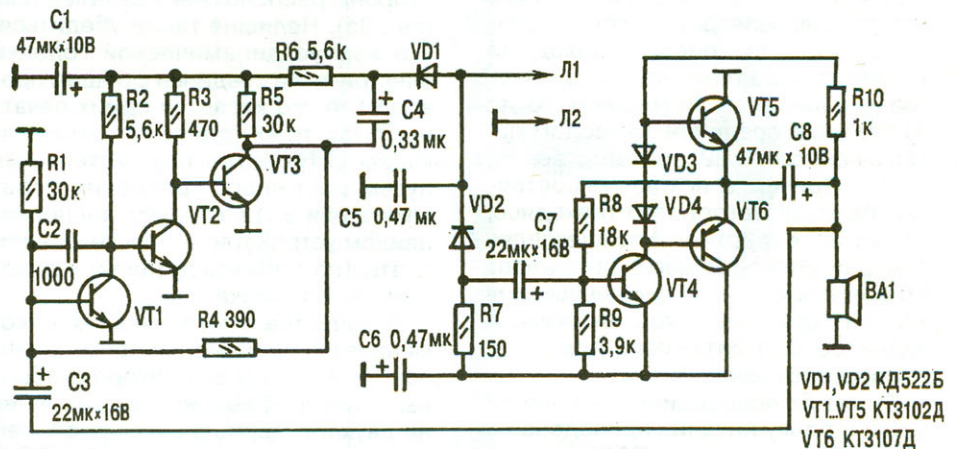 C1
47мк×10В
R6 5,6к
VD1
Л1
R2
5,6к
R3
470
R5
30к
C4
0,33 мк
Л2
VT5
R10
1к
C8
47мк × 10В
VD3
R1
30к
VT3
C5 0,47 мк
VD2
C7
22мк×16В
R8
18к
VD4
VT6
C2
1000
VT2
VT1
R4 390
VT4
BA1
C6 0,47мк
R7
150
R9
3,9к
C3
22мк×16В
VD1,VD2 КД522Б
VT1..VT5 КТ3102Д
VT6 КТ3107Д